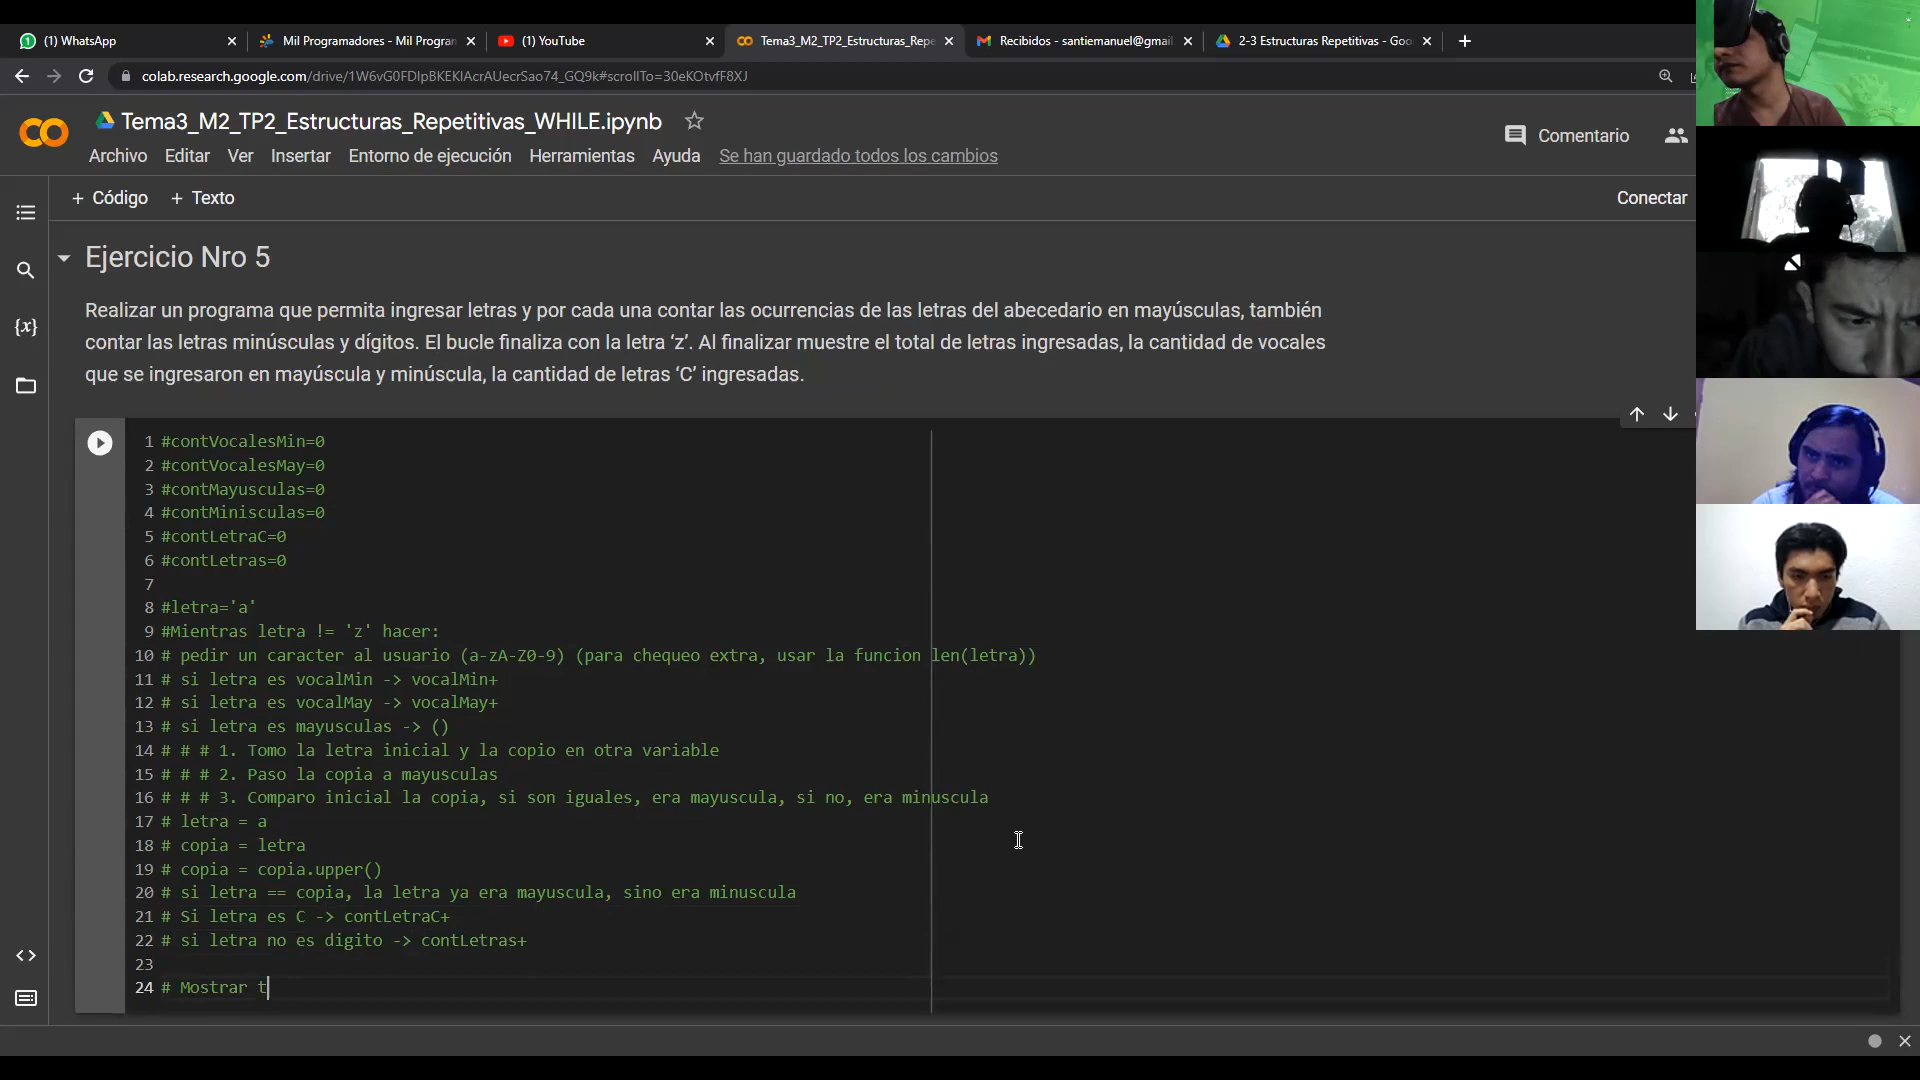 (1) WhatsApp
Mil Programadores - Mil Progran
(1) YouTube
Tema3_M2_TP2_Estructuras_Repe
Recibidos - santiemanuel@gmai
2-3 Estructuras Repetitivas - Goo
colab.research.google.com/drive/1W6vG0FDIpBKEKIAcrAUecrSao74_GQ9k#scrollTo=30eKOtvfF8XJ
Tema3_M2_TP2_Estructuras_Repetitivas_WHILE.ipynb
Comentario
Archivo Editar Ver Insertar Entorno de ejecución Herramientas Ayuda Se han guardado todos los cambios
+ Código + Texto
Conectar
Ejercicio Nro 5
Realizar un programa que permita ingresar letras y por cada una contar las ocurrencias de las letras del abecedario en mayúsculas, también
contar las letras minúsculas y dígitos. El bucle finaliza con la letra ‘z’. Al finalizar muestre el total de letras ingresadas, la cantidad de vocales
que se ingresaron en mayúscula y minúscula, la cantidad de letras ‘C’ ingresadas.
1 #contVocalesMin=0
2 #contVocalesMay=0
3 #contMayusculas=0
4 #contMinisculas=0
5 #contLetraC=0
6 #contLetras=0
7
8 #letra='a'
9 #Mientras letra != 'z' hacer:
10 # pedir un caracter al usuario (a-zA-Z0-9) (para chequeo extra, usar la funcion len(letra))
11 # si letra es vocalMin -> vocalMin+
12 # si letra es vocalMay -> vocalMay+
13 # si letra es mayusculas -> ()
14 # # # 1. Tomo la letra inicial y la copio en otra variable
15 # # # 2. Paso la copia a mayusculas
16 # # # 3. Comparo inicial la copia, si son iguales, era mayuscula, si no, era minuscula
17 # letra = a
18 # copia = letra
19 # copia = copia.upper()
20 # si letra == copia, la letra ya era mayuscula, sino era minuscula
21 # Si letra es C -> contLetraC+
22 # si letra no es digito -> contLetras+
23
24 # Mostrar t